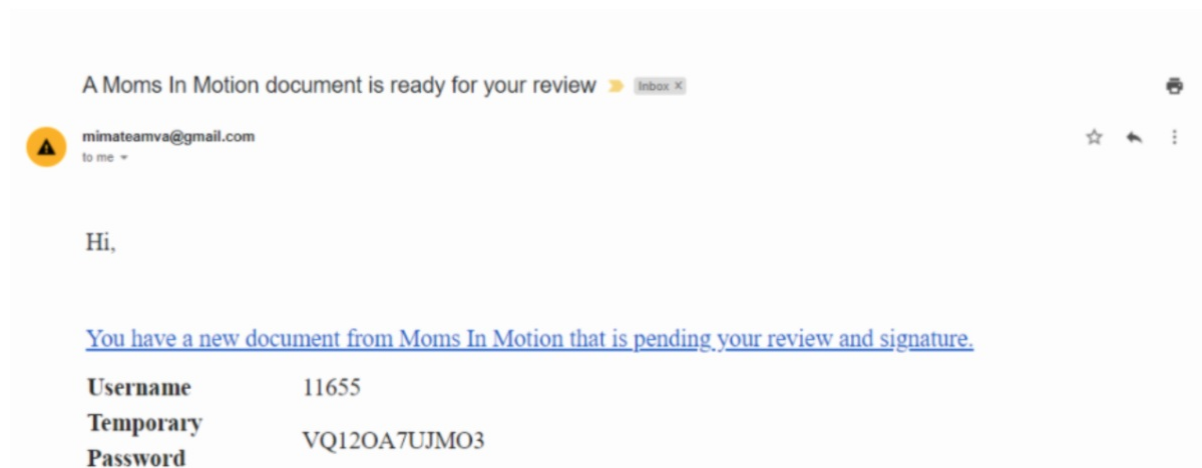 A Moms In Motion document is ready for your review Inbox ×
mimateamva@gmail.com
to me
Hi,
You have a new document from Moms In Motion that is pending your review and signature.
Username 11655
Temporary
Password VQ12OA7UJMO3